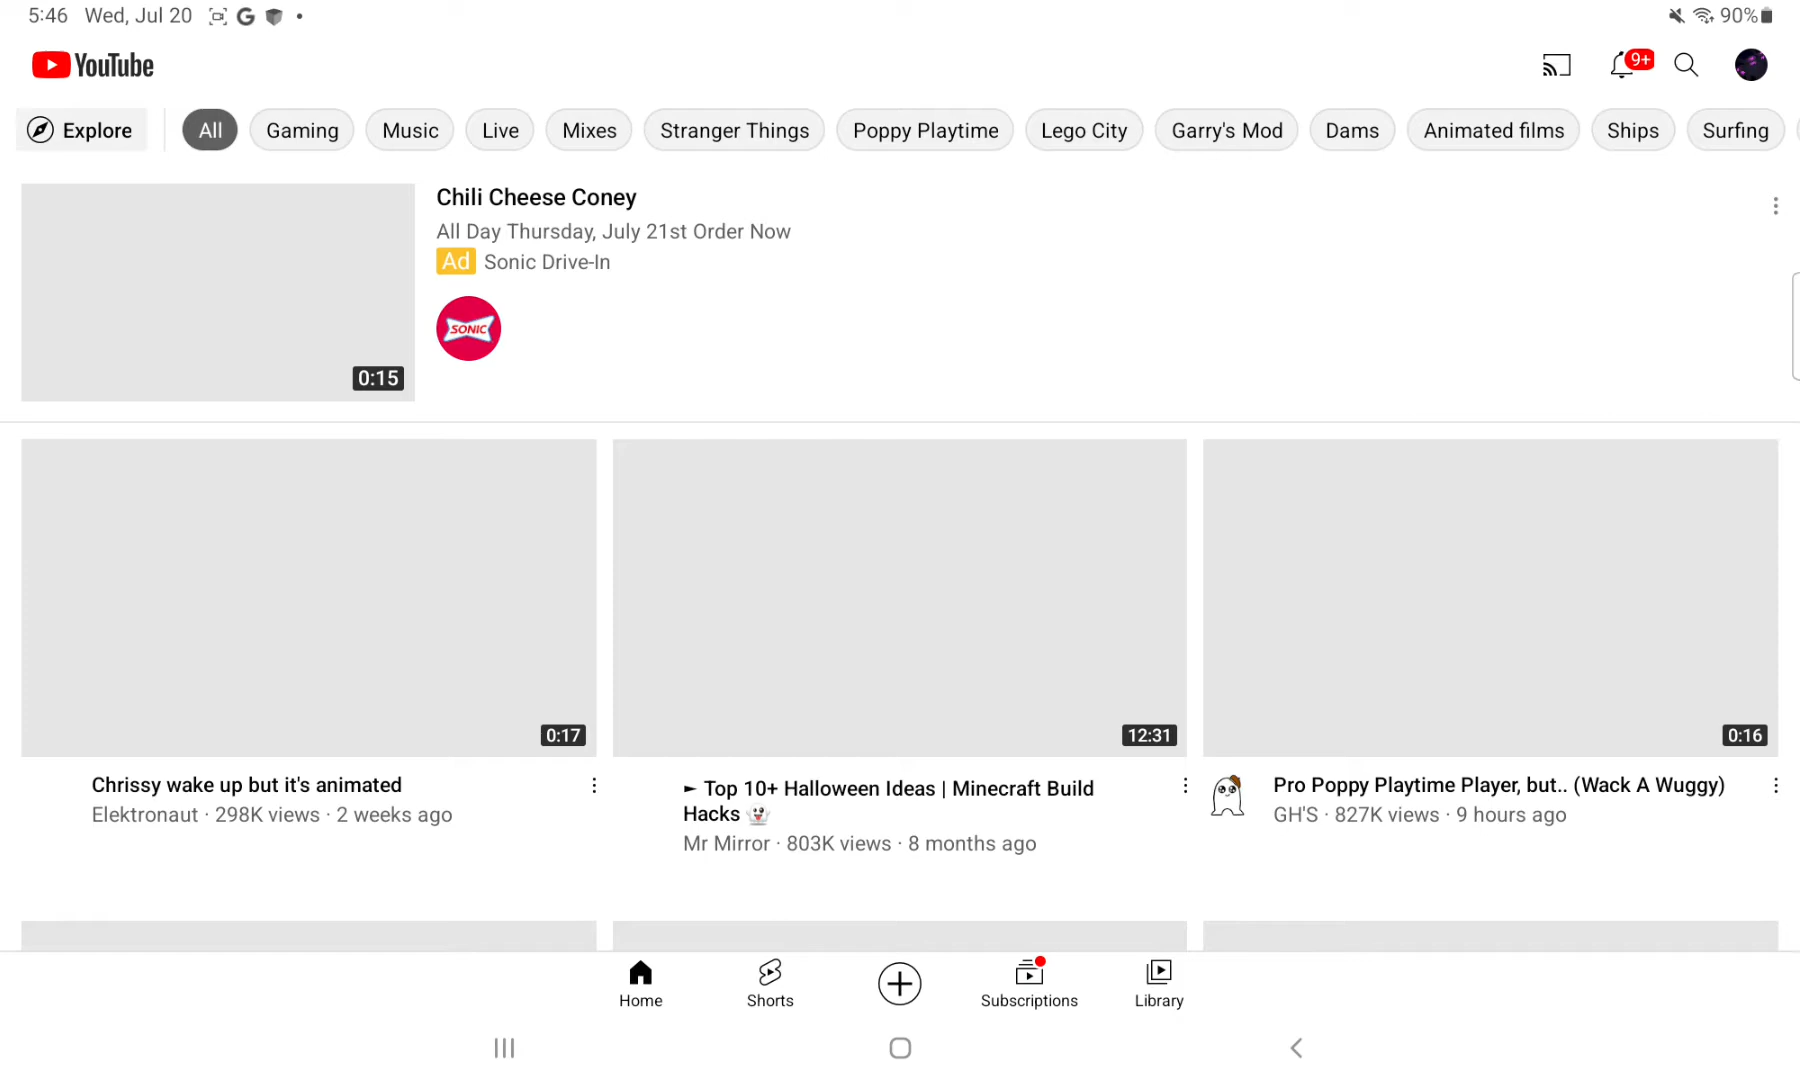 5:46 Wed, Jul 20 G 90%
YouTube 9+
Explore All Gaming Music Live Mixes Stranger Things Poppy Playtime Lego City Garry's Mod Dams Animated films Ships Surfing
Chili Cheese Coney
All Day Thursday, July 21st Order Now
Ad Sonic Drive-In
SONIC
0:15
0:17 12:31 0:16
Chrissy wake up but it's animated
Elektronaut · 298K views · 2 weeks ago
► Top 10+ Halloween Ideas | Minecraft Build
Hacks 👻
Mr Mirror · 803K views · 8 months ago
Pro Poppy Playtime Player, but.. (Wack A Wuggy)
GH'S · 827K views · 9 hours ago
Home Shorts Subscriptions Library